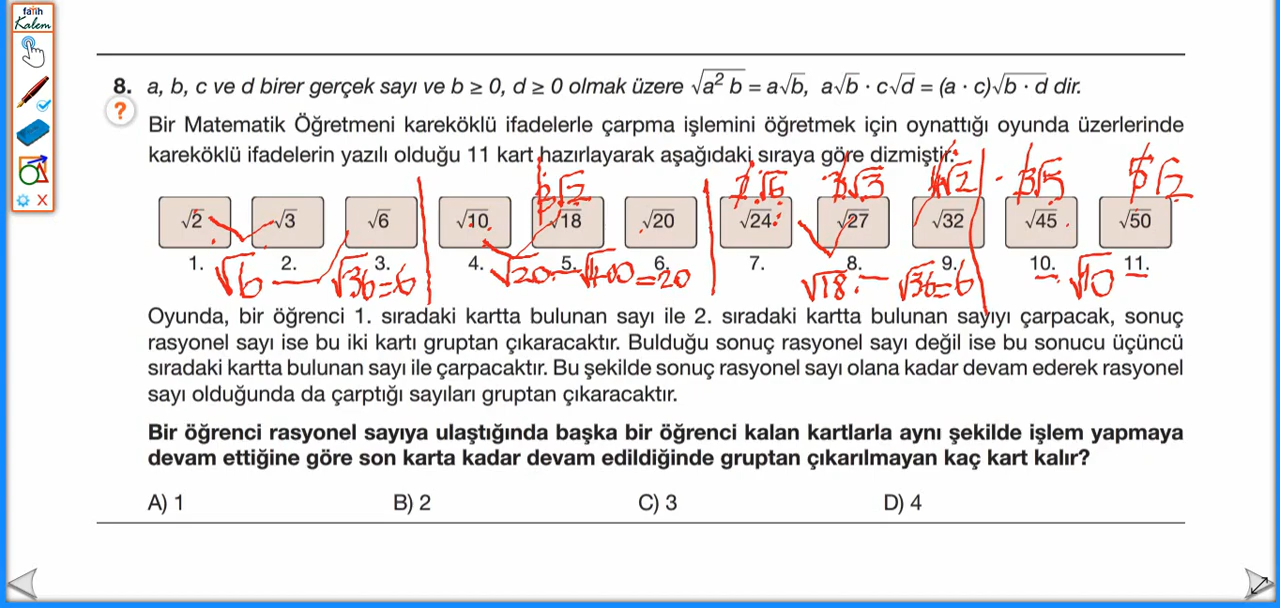 fatih
Kalem
8. a, b, c ve d birer gerçek sayı ve b ≥ 0, d ≥ 0 olmak üzere √(a² b) = a√b, a√b · c√d = (a · c)√(b · d) dir.
?
Bir Matematik Öğretmeni kareköklü ifadelerle çarpma işlemini öğretmek için oynattığı oyunda üzerlerinde
kareköklü ifadelerin yazılı olduğu 11 kart hazırlayarak aşağıdaki sıraya göre dizmiştir.
3√2 2√6 3√3 4√2 3√5 5√2
√2 √3 √6 √10 √18 √20 √24 √27 √32 √45 √50
1. 2. 3. 4. 5. 6. 7. 8. 9. 10. 11.
√6 √36=6 √20 √400=20 √18 √36=6 √10
Oyunda, bir öğrenci 1. sıradaki kartta bulunan sayı ile 2. sıradaki kartta bulunan sayıyı çarpacak, sonuç
rasyonel sayı ise bu iki kartı gruptan çıkaracaktır. Bulduğu sonuç rasyonel sayı değil ise bu sonucu üçüncü
sıradaki kartta bulunan sayı ile çarpacaktır. Bu şekilde sonuç rasyonel sayı olana kadar devam ederek rasyonel
sayı olduğunda da çarptığı sayıları gruptan çıkaracaktır.
Bir öğrenci rasyonel sayıya ulaştığında başka bir öğrenci kalan kartlarla aynı şekilde işlem yapmaya
devam ettiğine göre son karta kadar devam edildiğinde gruptan çıkarılmayan kaç kart kalır?
A) 1 B) 2 C) 3 D) 4